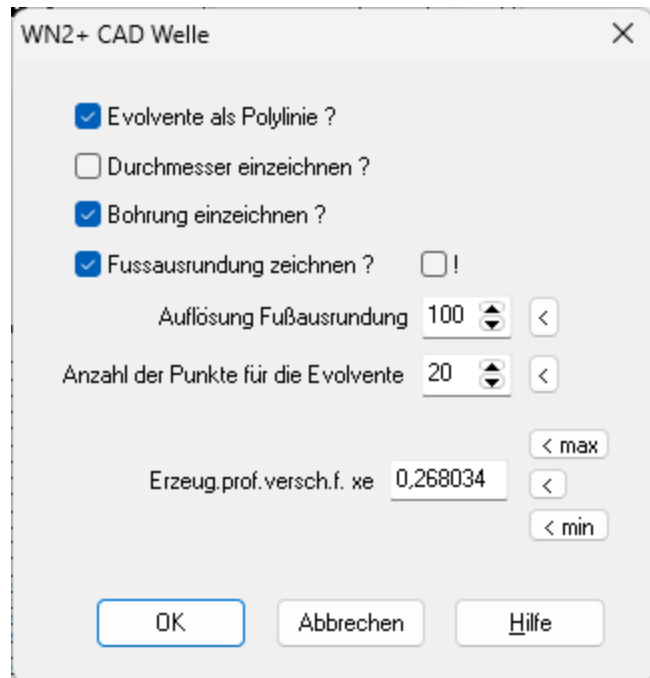 WN2+ CAD Welle
Evolvente als Polylinie ?
Durchmesser einzeichnen ?
Bohrung einzeichnen ?
Fussausrundung zeichnen ? !
Auflösung Fußausrundung 100 <
Anzahl der Punkte für die Evolvente 20 <
< max
Erzeug.prof.versch.f. xe 0,268034 <
< min
OK Abbrechen Hilfe